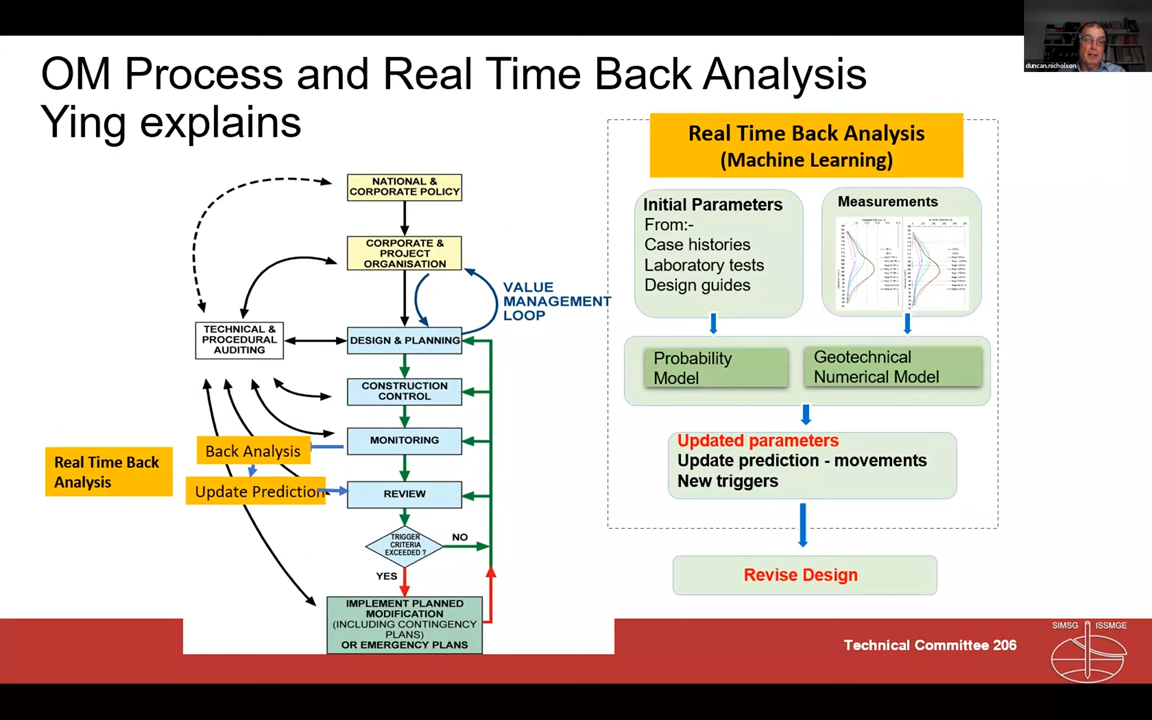 duncan.nicholson
OM Process and Real Time Back Analysis
Ying explains
NATIONAL &
CORPORATE POLICY
CORPORATE &
PROJECT
ORGANISATION
VALUE
MANAGEMENT
LOOP
TECHNICAL &
PROCEDURAL
AUDITING
DESIGN & PLANNING
CONSTRUCTION
CONTROL
MONITORING
Back Analysis
Real Time Back
Analysis
Update Prediction
REVIEW
TRIGGER
CRITERIA
EXCEEDED ?
NO
YES
IMPLEMENT PLANNED
MODIFICATION
(INCLUDING CONTINGENCY
PLANS)
OR EMERGENCY PLANS
Real Time Back Analysis
(Machine Learning)
Initial Parameters
From:-
Case histories
Laboratory tests
Design guides
Measurements
Probability
Model
Geotechnical
Numerical Model
Updated parameters
Update prediction - movements
New triggers
Revise Design
Technical Committee 206
SIMSG ISSMGE